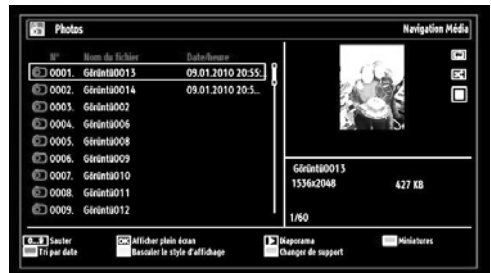 Photos
Navigation Média
N° Nom du fichier Date/heure
0001. Görüntü0013 09.01.2010 20:55:..
0002. Görüntü0014 09.01.2010 20:5...
0003. Görüntü002
0004. Görüntü006
0005. Görüntü008
0006. Görüntü009
0007. Görüntü010
0008. Görüntü011
0009. Görüntü012
Görüntü0013
1536x2048 427 KB
1/60
0...9 Sauter OK Afficher plein écran Diaporama Miniatures
Tri par date Basculer le style d'affichage Changer de support